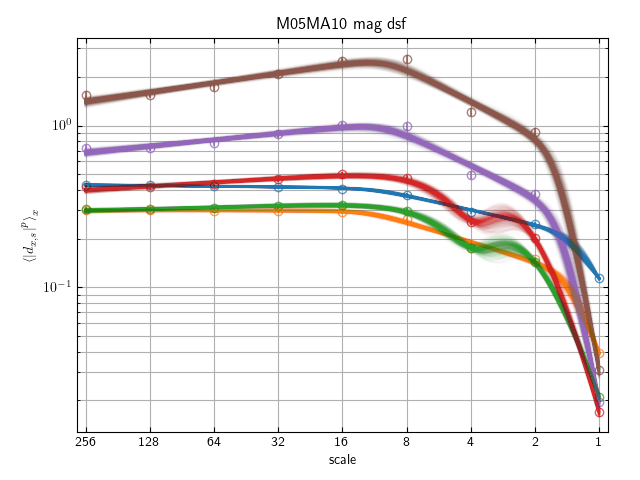 M05MA10 mag dsf
⟨|d_{x,s}|^p⟩_x
10^0
10^{-1}
256 128 64 32 16 8 4 2 1
scale